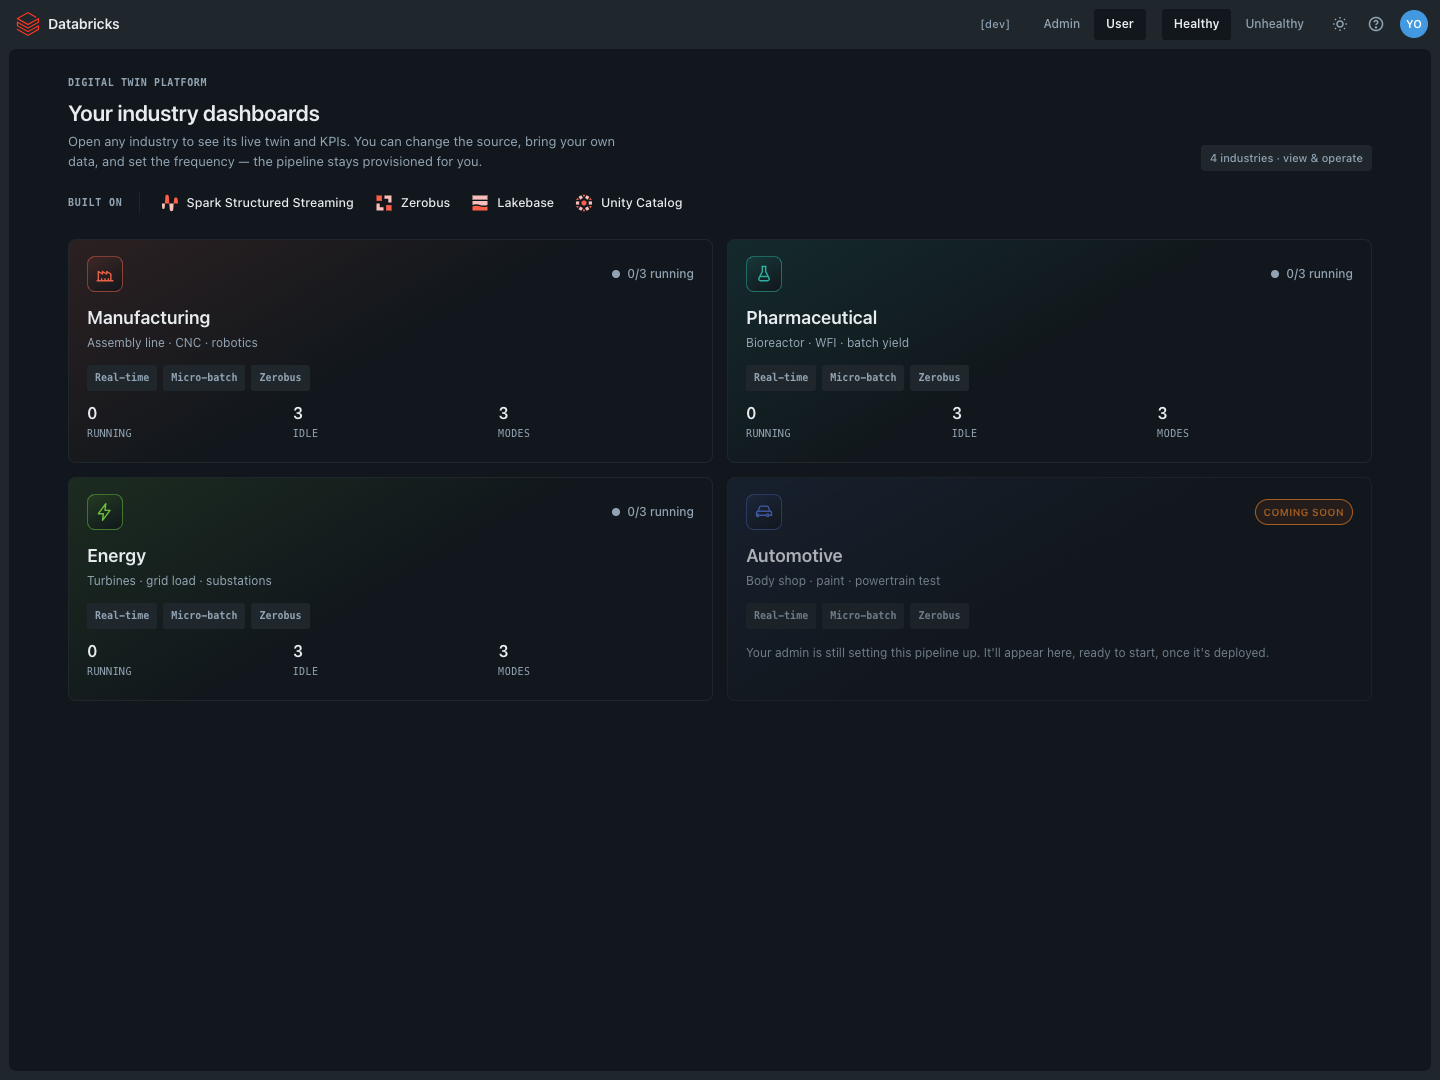 Databricks
[dev]
Admin
User
Healthy
Unhealthy
YO
DIGITAL TWIN PLATFORM
Your industry dashboards
Open any industry to see its live twin and KPIs. You can change the source, bring your own
data, and set the frequency — the pipeline stays provisioned for you.
4 industries · view & operate
BUILT ON
Spark Structured Streaming
Zerobus
Lakebase
Unity Catalog
0/3 running
Manufacturing
Assembly line · CNC · robotics
Real-time
Micro-batch
Zerobus
0
3
3
RUNNING
IDLE
MODES
0/3 running
Pharmaceutical
Bioreactor · WFI · batch yield
Real-time
Micro-batch
Zerobus
0
3
3
RUNNING
IDLE
MODES
0/3 running
Energy
Turbines · grid load · substations
Real-time
Micro-batch
Zerobus
0
3
3
RUNNING
IDLE
MODES
COMING SOON
Automotive
Body shop · paint · powertrain test
Real-time
Micro-batch
Zerobus
Your admin is still setting this pipeline up. It'll appear here, ready to start, once it's deployed.